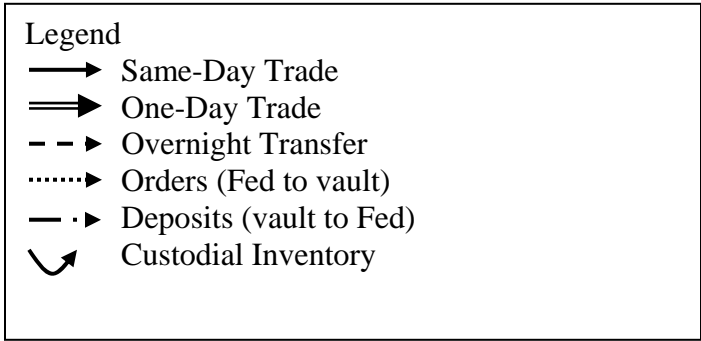 Legend
Same-Day Trade
One-Day Trade
Overnight Transfer
Orders (Fed to vault)
Deposits (vault to Fed)
Custodial Inventory